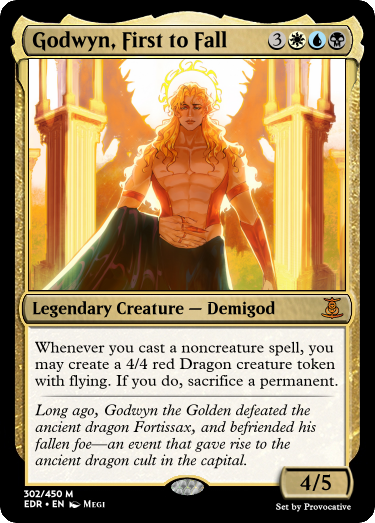 Godwyn, First to Fall 3
Legendary Creature — Demigod
Whenever you cast a noncreature spell, you
may create a 4/4 red Dragon creature token
with flying. If you do, sacrifice a permanent.
Long ago, Godwyn the Golden defeated the
ancient dragon Fortissax, and befriended his
fallen foe—an event that gave rise to the
ancient dragon cult in the capital.
4/5
302/450 M
EDR • EN Megi
Set by Provocative